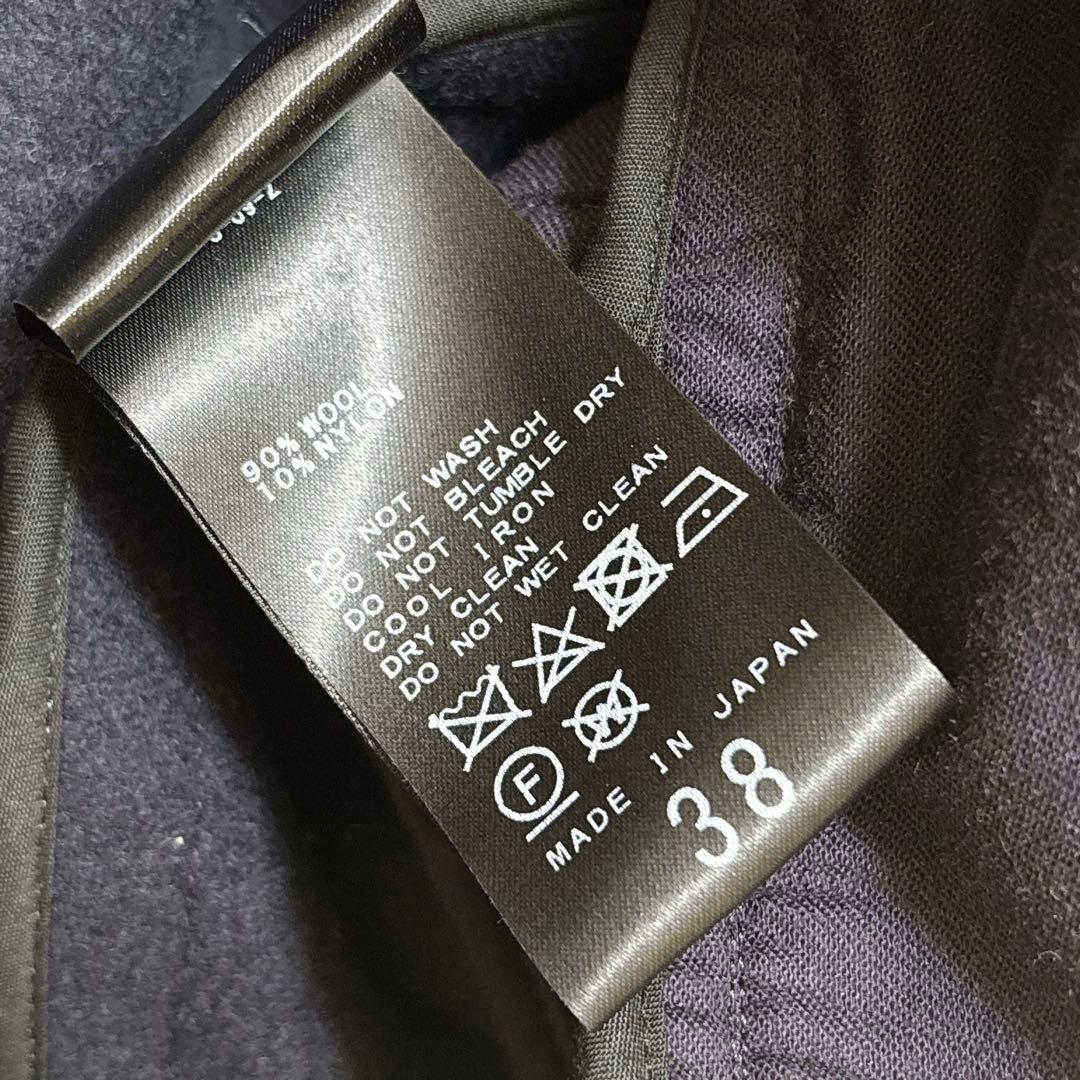 90% WOOL
10% NYLON
DO NOT WASH
DO NOT BLEACH
DO NOT TUMBLE DRY
COOL IRON
DRY CLEAN
DO NOT WET CLEAN
W
F
MADE IN JAPAN
38